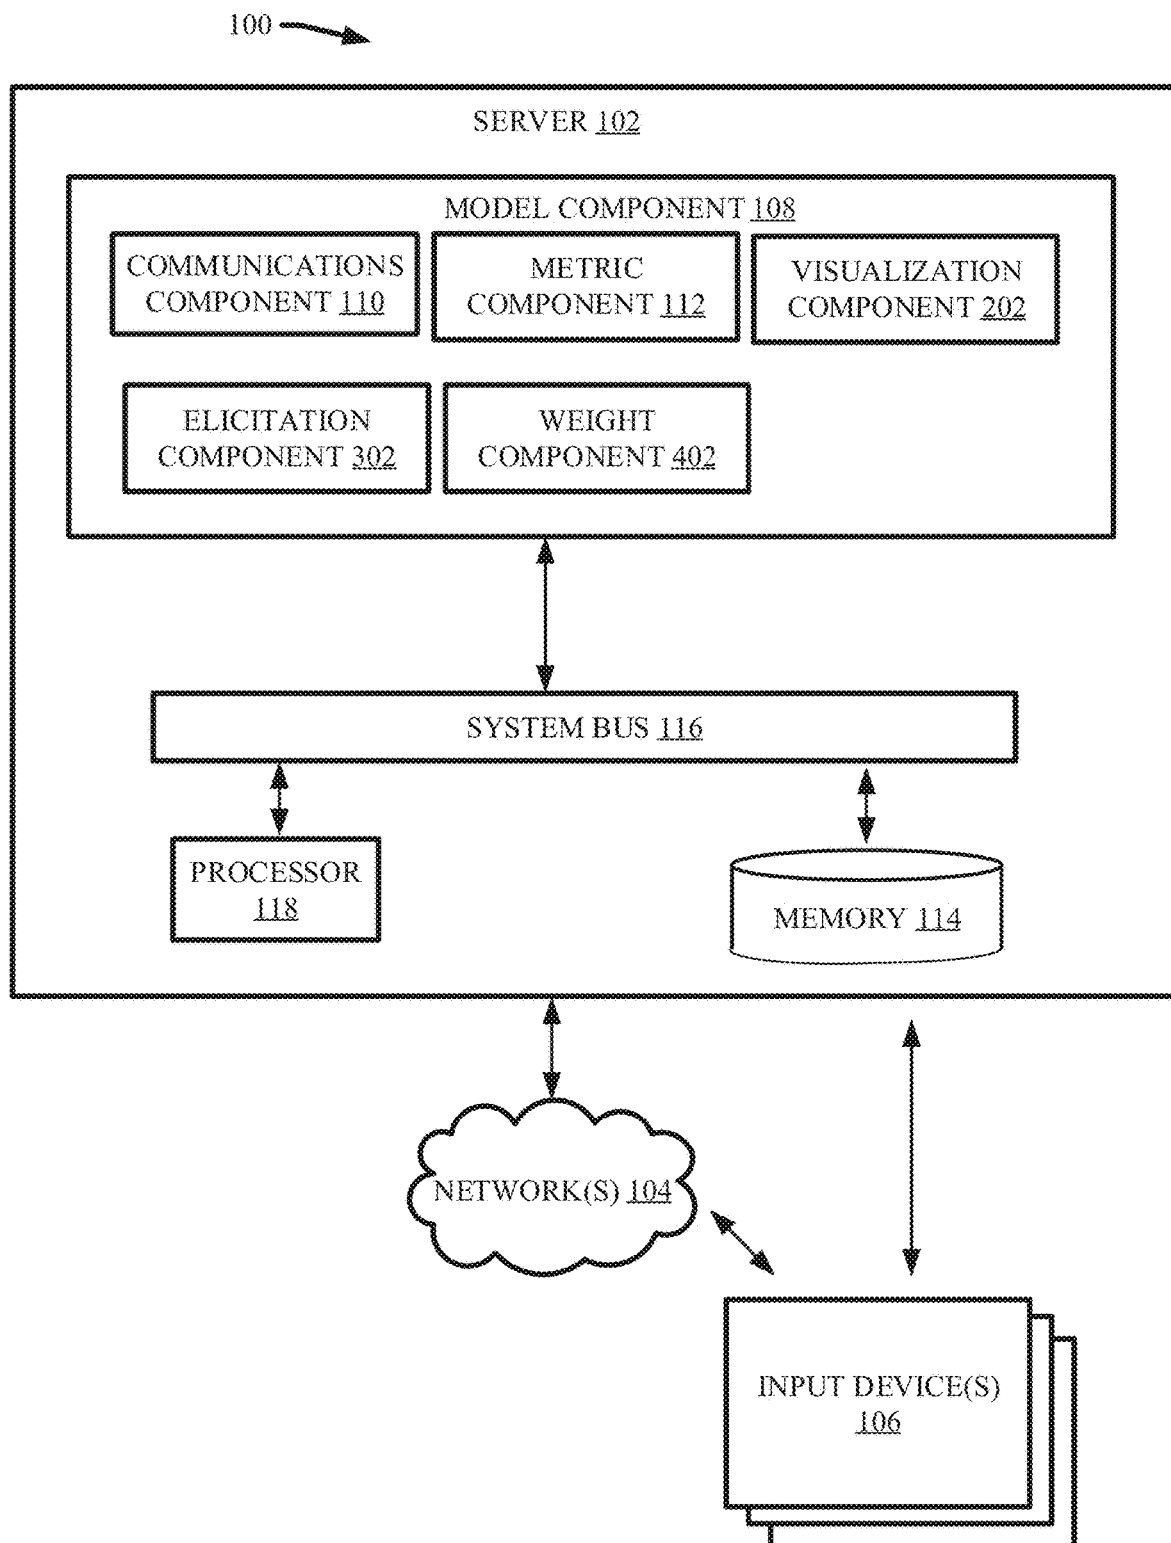 100
SERVER 102
MODEL COMPONENT 108
COMMUNICATIONS
COMPONENT 110
METRIC
COMPONENT 112
VISUALIZATION
COMPONENT 202
ELICITATION
COMPONENT 302
WEIGHT
COMPONENT 402
SYSTEM BUS 116
PROCESSOR
118
MEMORY 114
NETWORK(S) 104
INPUT DEVICE(S)
106